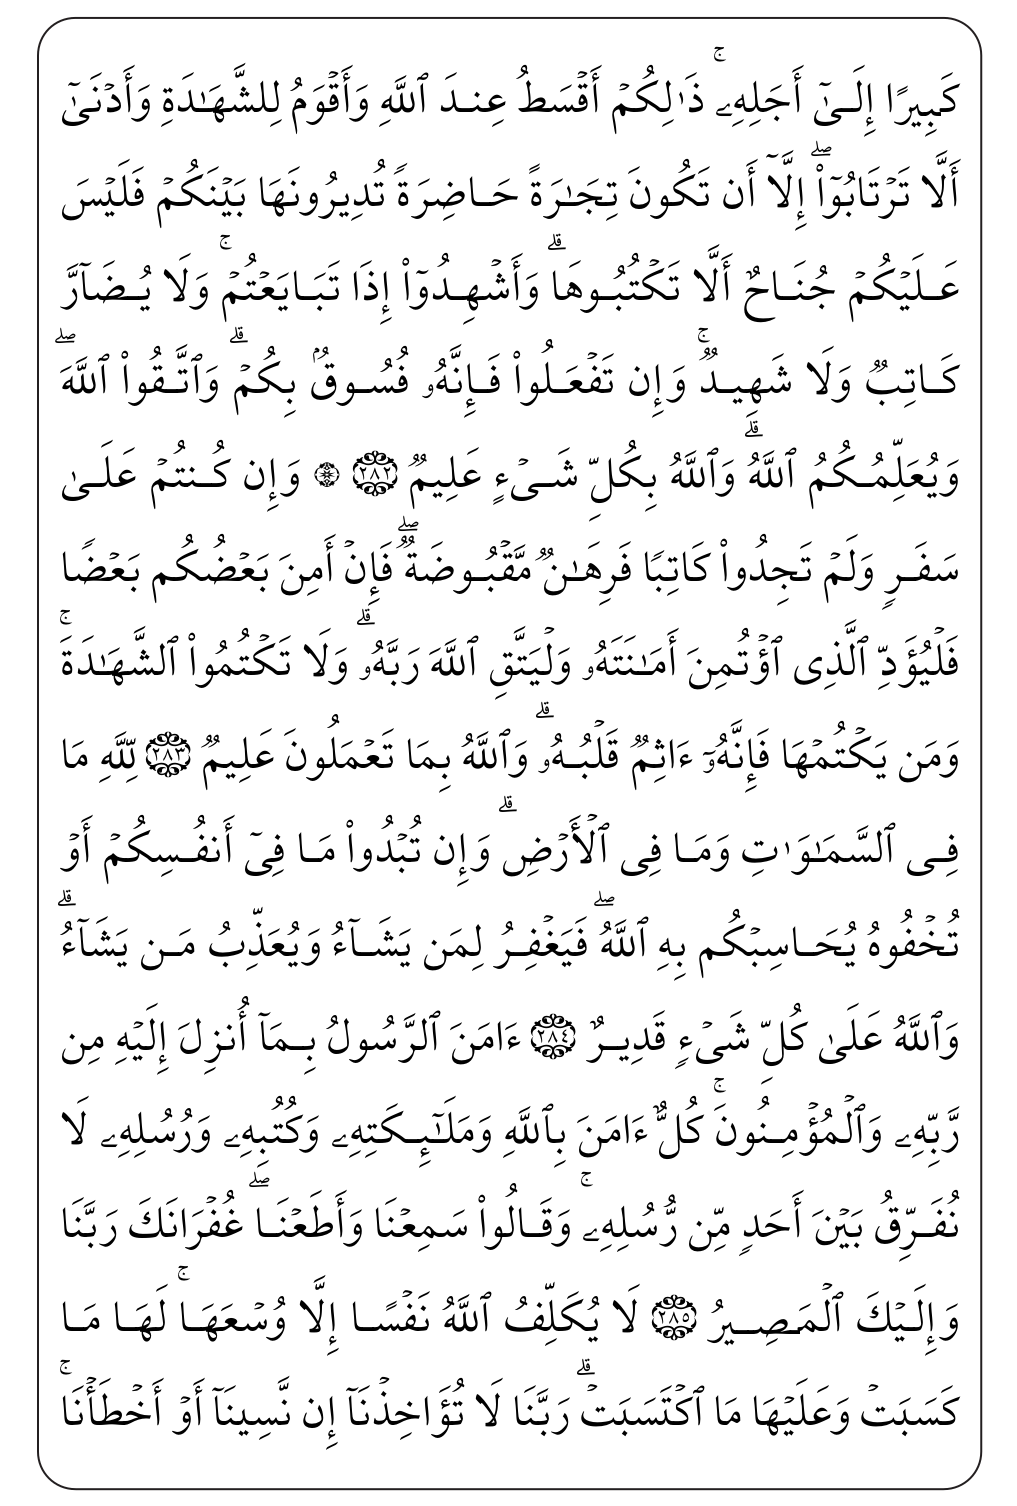 كَبِيرًا إِلَىٰٓ أَجَلِهِۦۚ ذَٰلِكُمۡ أَقۡسَطُ عِندَ ٱللَّهِ وَأَقۡوَمُ لِلشَّهَٰدَةِ وَأَدۡنَىٰٓ
أَلَّا تَرۡتَابُوٓاْۖ إِلَّآ أَن تَكُونَ تِجَٰرَةً حَاضِرَةٗ تُدِيرُونَهَا بَيۡنَكُمۡ فَلَيۡسَ
عَلَيۡكُمۡ جُنَاحٌ أَلَّا تَكۡتُبُوهَاۗ وَأَشۡهِدُوٓاْ إِذَا تَبَايَعۡتُمۡۚ وَلَا يُضَآرَّ
كَاتِبٞ وَلَا شَهِيدٞۚ وَإِن تَفۡعَلُواْ فَإِنَّهُۥ فُسُوقُۢ بِكُمۡۗ وَٱتَّقُواْ ٱللَّهَۖ
وَيُعَلِّمُكُمُ ٱللَّهُۗ وَٱللَّهُ بِكُلِّ شَيۡءٍ عَلِيمٞ ٢٨٢ ۞ وَإِن كُنتُمۡ عَلَىٰ
سَفَرٖ وَلَمۡ تَجِدُواْ كَاتِبٗا فَرِهَٰنٞ مَّقۡبُوضَةٞۖ فَإِنۡ أَمِنَ بَعۡضُكُم بَعۡضٗا
فَلۡيُؤَدِّ ٱلَّذِي ٱؤۡتُمِنَ أَمَٰنَتَهُۥ وَلۡيَتَّقِ ٱللَّهَ رَبَّهُۥۗ وَلَا تَكۡتُمُواْ ٱلشَّهَٰدَةَۚ
وَمَن يَكۡتُمۡهَا فَإِنَّهُۥٓ ءَاثِمٞ قَلۡبُهُۥۗ وَٱللَّهُ بِمَا تَعۡمَلُونَ عَلِيمٞ ٢٨٣ لِّلَّهِ مَا
فِي ٱلسَّمَٰوَٰتِ وَمَا فِي ٱلۡأَرۡضِۗ وَإِن تُبۡدُواْ مَا فِيٓ أَنفُسِكُمۡ أَوۡ
تُخۡفُوهُ يُحَاسِبۡكُم بِهِ ٱللَّهُۖ فَيَغۡفِرُ لِمَن يَشَآءُ وَيُعَذِّبُ مَن يَشَآءُۗ
وَٱللَّهُ عَلَىٰ كُلِّ شَيۡءٖ قَدِيرٌ ٢٨٤ ءَامَنَ ٱلرَّسُولُ بِمَآ أُنزِلَ إِلَيۡهِ مِن
رَّبِّهِۦ وَٱلۡمُؤۡمِنُونَۚ كُلٌّ ءَامَنَ بِٱللَّهِ وَمَلَٰٓئِكَتِهِۦ وَكُتُبِهِۦ وَرُسُلِهِۦ لَا
نُفَرِّقُ بَيۡنَ أَحَدٖ مِّن رُّسُلِهِۦۚ وَقَالُواْ سَمِعۡنَا وَأَطَعۡنَاۖ غُفۡرَانَكَ رَبَّنَا
وَإِلَيۡكَ ٱلۡمَصِيرُ ٢٨٥ لَا يُكَلِّفُ ٱللَّهُ نَفۡسًا إِلَّا وُسۡعَهَاۚ لَهَا مَا
كَسَبَتۡ وَعَلَيۡهَا مَا ٱكۡتَسَبَتۡۗ رَبَّنَا لَا تُؤَاخِذۡنَآ إِن نَّسِينَآ أَوۡ أَخۡطَأۡنَاۚ